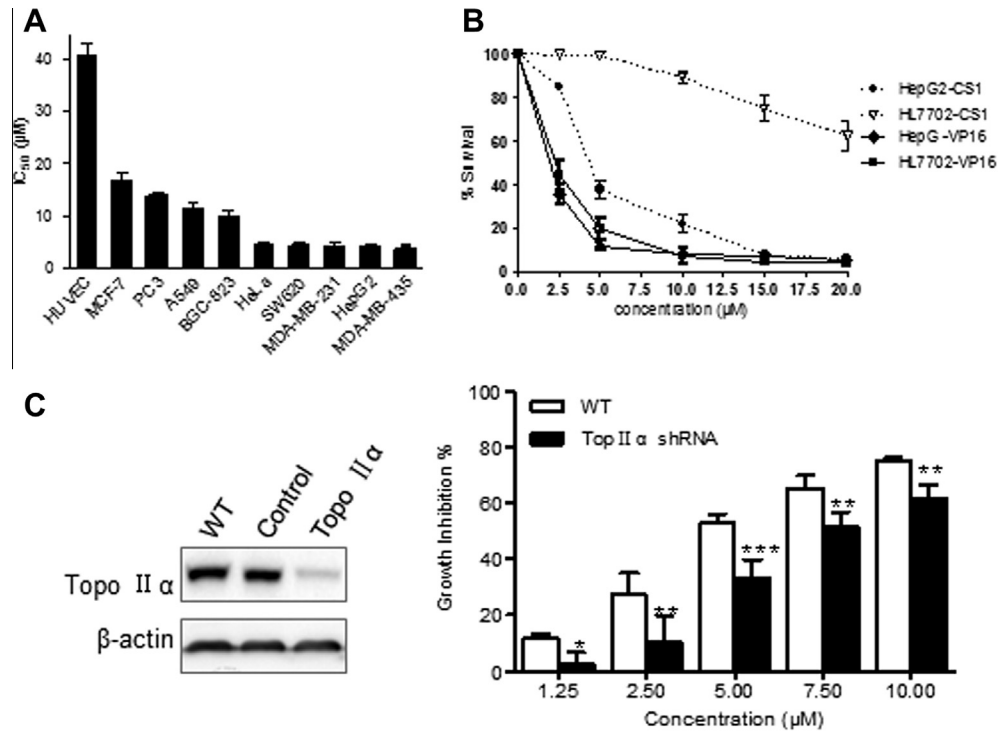 A
IC50 (µM)
40
30
20
10
0
HUVEC
MCF-7
PC3
A549
BGC-823
HeLa
SW620
MDA-MB-231
HepG2
MDA-MB-435
B
% Survival
100
80
60
40
20
0
0.0 2.5 5.0 7.5 10.0 12.5 15.0 17.5 20.0
concentration (µM)
HepG2-CS1
HL7702-CS1
HepG-VP16
HL7702-VP16
C
WT
Control
Topo IIα
Topo IIα
β-actin
Growth Inhibition %
100
80
60
40
20
0
WT
Top IIα shRNA
*
**
***
**
**
1.25 2.50 5.00 7.50 10.00
Concentration (µM)